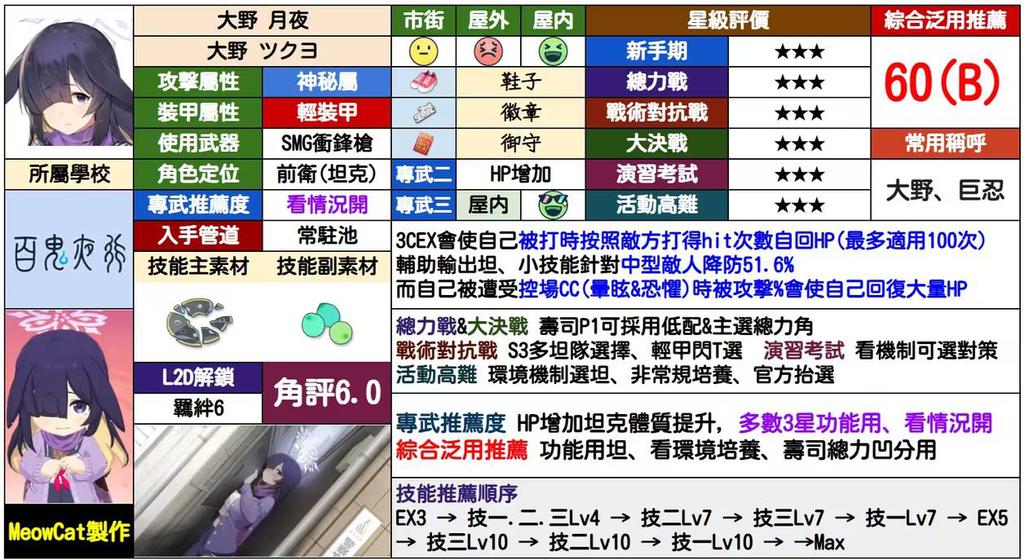 大野 月夜
大野 ツクヨ
攻擊屬性 神秘屬
裝甲屬性 輕裝甲
使用武器 SMG衝鋒槍
所屬學校
角色定位 前衛(坦克)
專武推薦度 看情況開
入手管道 常駐池
技能主素材 技能副素材
百鬼夜行
L2D解鎖
羈絆6
角評6.0
MeowCat製作
市街 屋外 屋內
鞋子
徽章
御守
專武二 HP增加
專武三 屋內
星級評價
新手期 ★★★
總力戰 ★★★
戰術對抗戰 ★★★
大決戰 ★★★
演習考試 ★★★
活動高難 ★★★
綜合泛用推薦
60(B)
常用稱呼
大野、巨忍
3CEX會使自己被打時按照敵方打得hit次數自回HP(最多適用100次)
輔助輸出坦、小技能針對中型敵人降防51.6%
而自己被遭受控場CC(暈眩&恐懼)時被攻擊%會使自己回復大量HP
總力戰&大決戰 壽司P1可採用低配&主選總力角
戰術對抗戰 S3多坦隊選擇、輕甲閃T選 演習考試 看機制可選對策
活動高難 環境機制選坦、非常規培養、官方抬選
專武推薦度 HP增加坦克體質提升, 多數3星功能用、看情況開
綜合泛用推薦 功能用坦、看環境培養、壽司總力凹分用
技能推薦順序
EX3 → 技一.二.三Lv4 → 技二Lv7 → 技三Lv7 → 技一Lv7 → EX5
→ 技三Lv10 → 技二Lv10 → 技一Lv10 → →Max